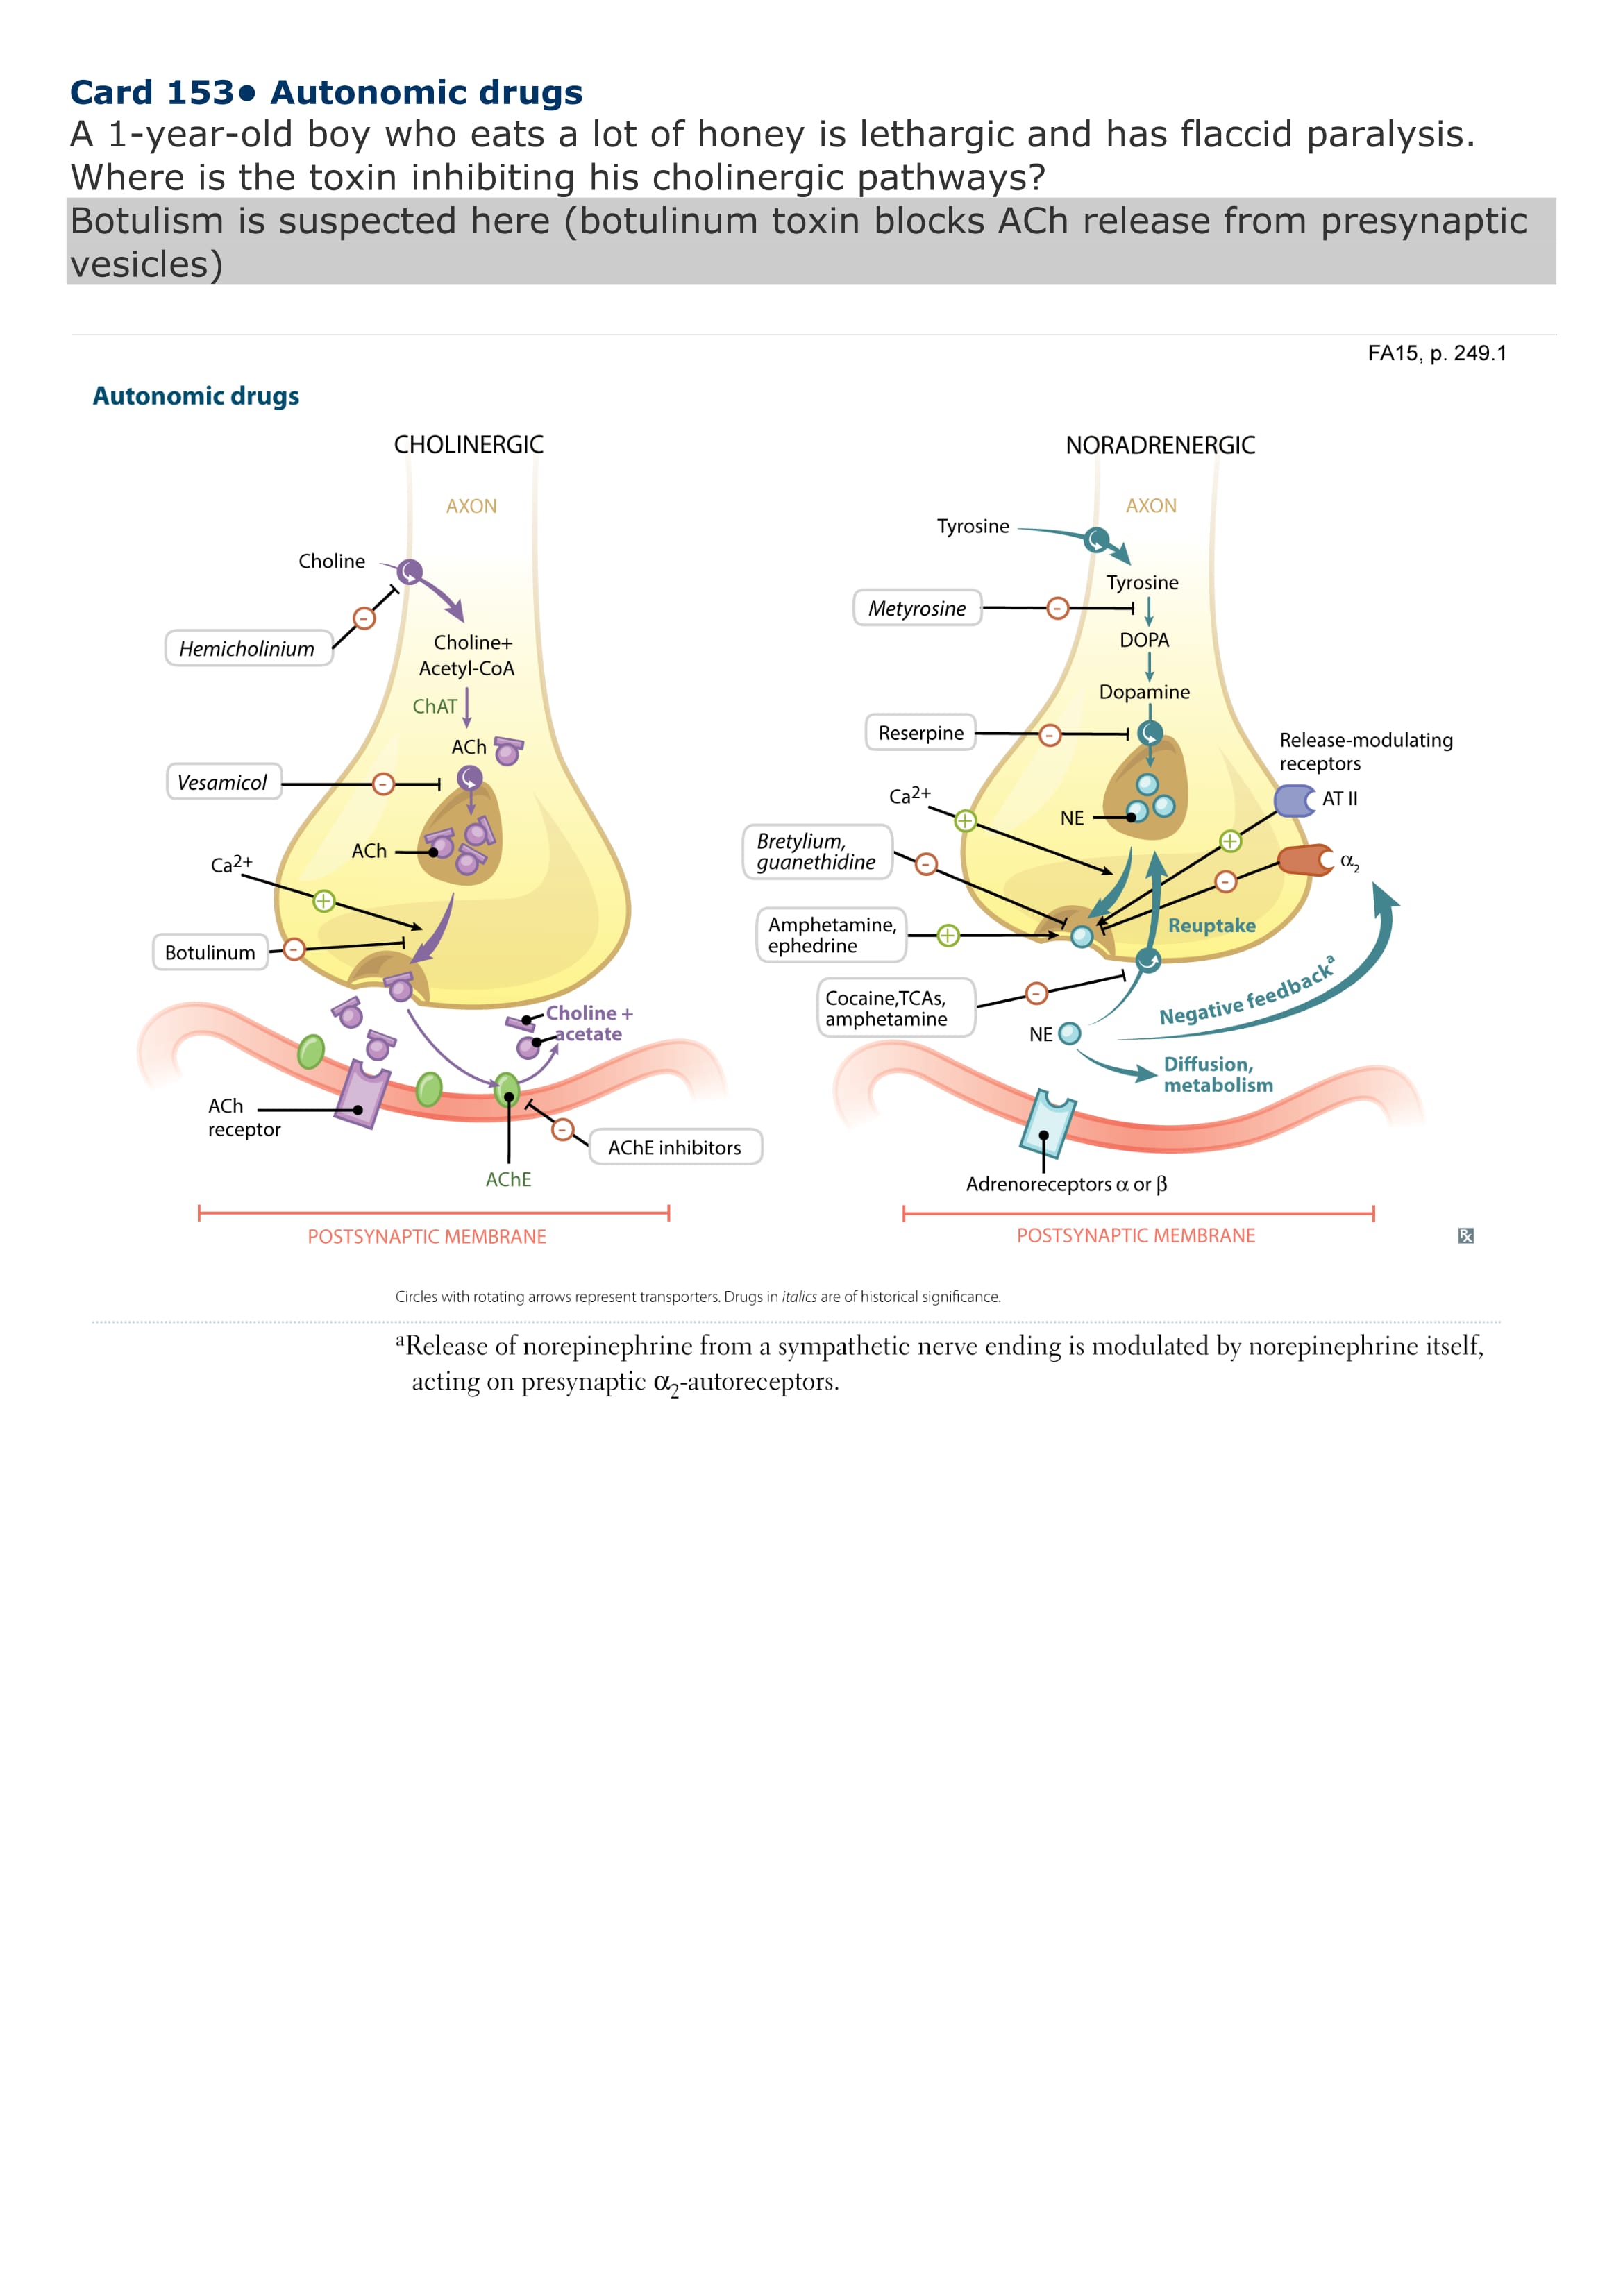 Card 153• Autonomic drugs
A 1-year-old boy who eats a lot of honey is lethargic and has flaccid paralysis.
Where is the toxin inhibiting his cholinergic pathways?
Botulism is suspected here (botulinum toxin blocks ACh release from presynaptic
vesicles)
FA15, p. 249.1
Autonomic drugs
CHOLINERGIC
AXON
Choline
Hemicholinium
Choline+
Acetyl-CoA
ChAT
ACh
Vesamicol
ACh
Ca2+
Botulinum
Choline +
acetate
ACh
receptor
AChE inhibitors
AChE
POSTSYNAPTIC MEMBRANE
NORADRENERGIC
AXON
Tyrosine
Tyrosine
Metyrosine
DOPA
Dopamine
Reserpine
Release-modulating
receptors
AT II
Ca2+
NE
Bretylium,
guanethidine
α2
Amphetamine,
ephedrine
Reuptake
Cocaine,TCAs,
amphetamine
Negative feedbacka
NE
Diffusion,
metabolism
Adrenoreceptors α or β
POSTSYNAPTIC MEMBRANE
Rx
Circles with rotating arrows represent transporters. Drugs in italics are of historical significance.
aRelease of norepinephrine from a sympathetic nerve ending is modulated by norepinephrine itself,
acting on presynaptic α2-autoreceptors.